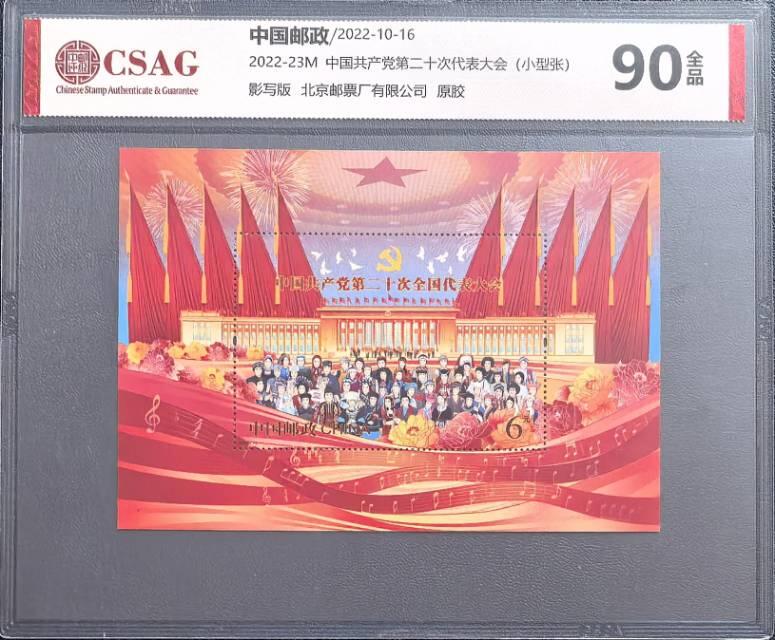 中国邮政/2022-10-16
CSAG
Chinese Stamp Authenticate & Guarantee
2022-23M 中国共产党第二十次代表大会（小型张）
影写版 北京邮票厂有限公司 原胶
90 全品
中国共产党第二十次全国代表大会
中国邮政 CHINA
6元